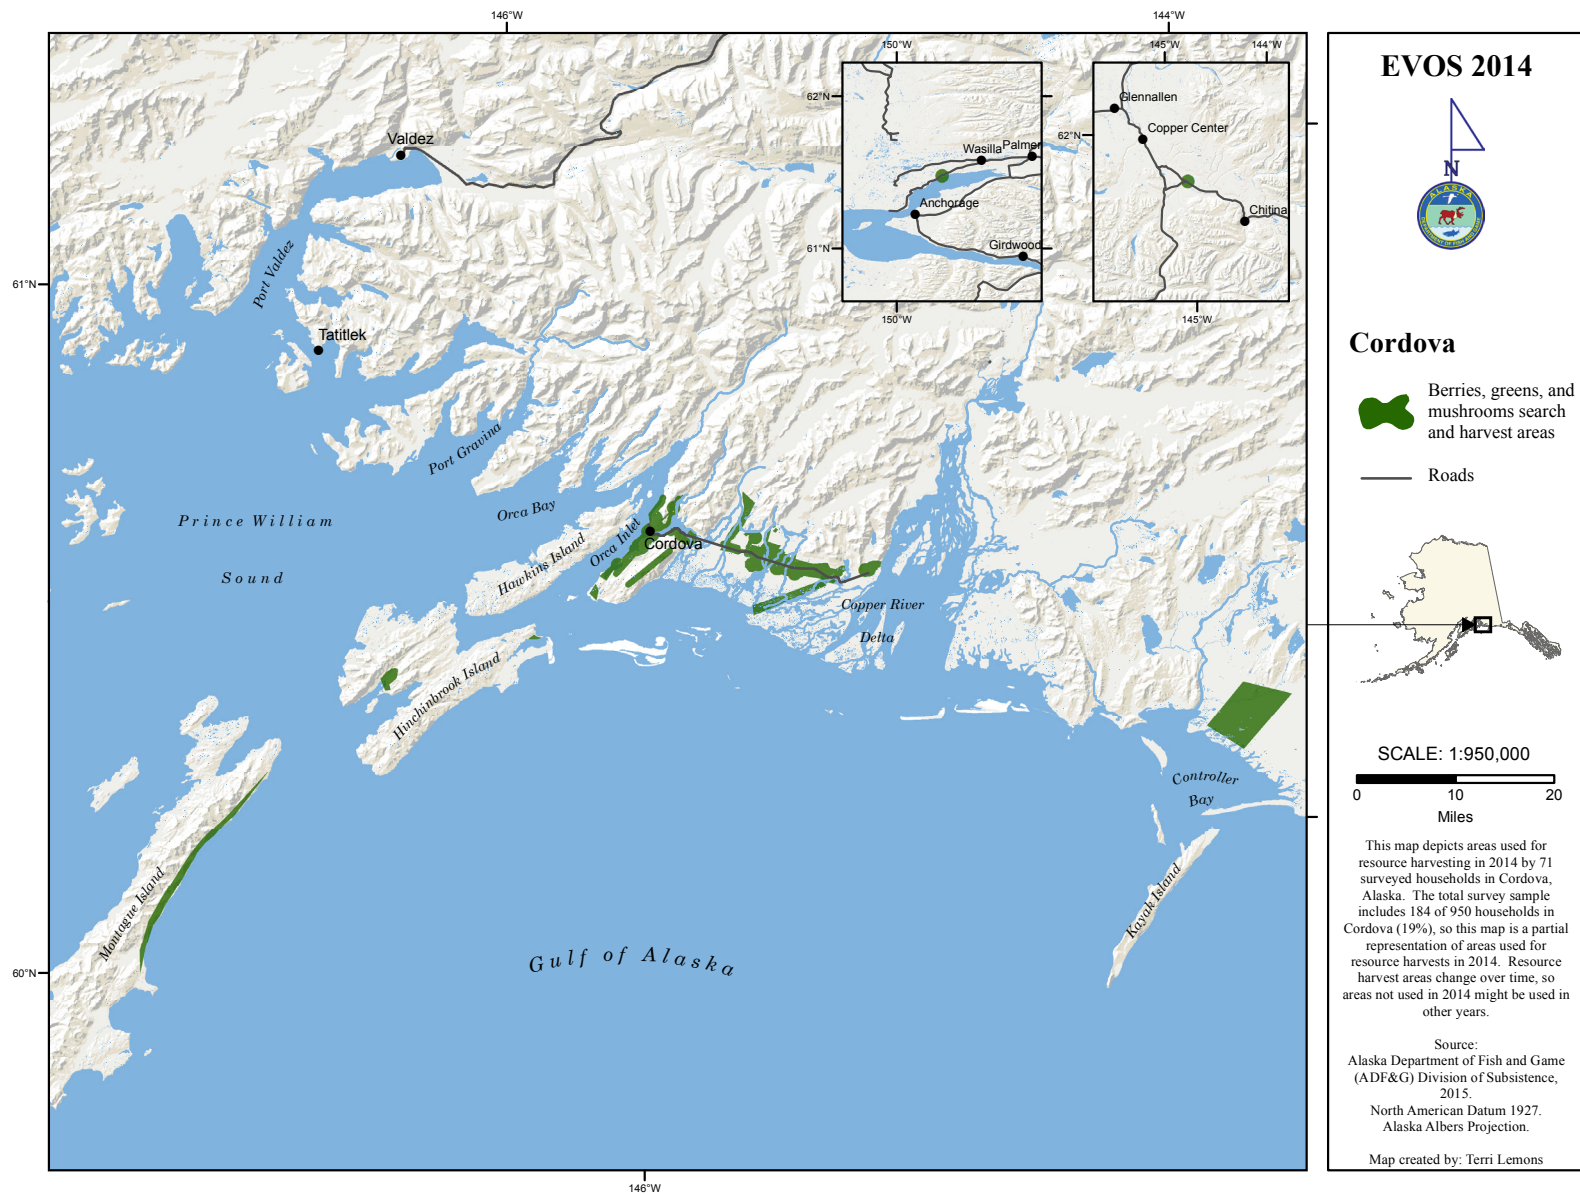 146°W
144°W
150°W
145°W
144°W
62°N
Wasilla
Palmer
Anchorage
61°N
Girdwood
150°W
Glennallen
62°N
Copper Center
Chitina
145°W
Valdez
Port Valdez
61°N
Tatitlek
Port Gravina
Orca Bay
Prince William
Sound
Orca Inlet
Cordova
Hawkins Island
Copper River
Delta
Hinchinbrook Island
Controller
Bay
Montague Island
Kayak Island
Gulf of Alaska
60°N
146°W
EVOS 2014
N
ALASKA
DEPARTMENT OF FISH AND GAME
Cordova
Berries, greens, and
mushrooms search
and harvest areas
Roads
SCALE: 1:950,000
0 10 20
Miles
This map depicts areas used for
resource harvesting in 2014 by 71
surveyed households in Cordova,
Alaska. The total survey sample
includes 184 of 950 households in
Cordova (19%), so this map is a partial
representation of areas used for
resource harvests in 2014. Resource
harvest areas change over time, so
areas not used in 2014 might be used in
other years.
Source:
Alaska Department of Fish and Game
(ADF&G) Division of Subsistence,
2015.
North American Datum 1927.
Alaska Albers Projection.
Map created by: Terri Lemons